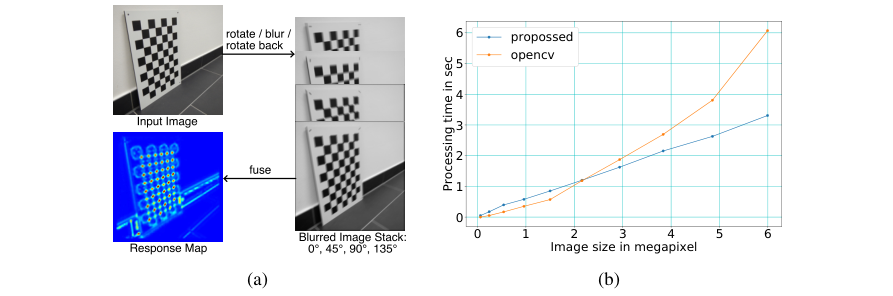 rotate / blur /
rotate back
Input Image
fuse
Response Map
Blurred Image Stack:
0°, 45°, 90°, 135°
(a)
propossed
opencv
Processing time in sec
6
5
4
3
2
1
0
0 1 2 3 4 5 6
Image size in megapixel
(b)